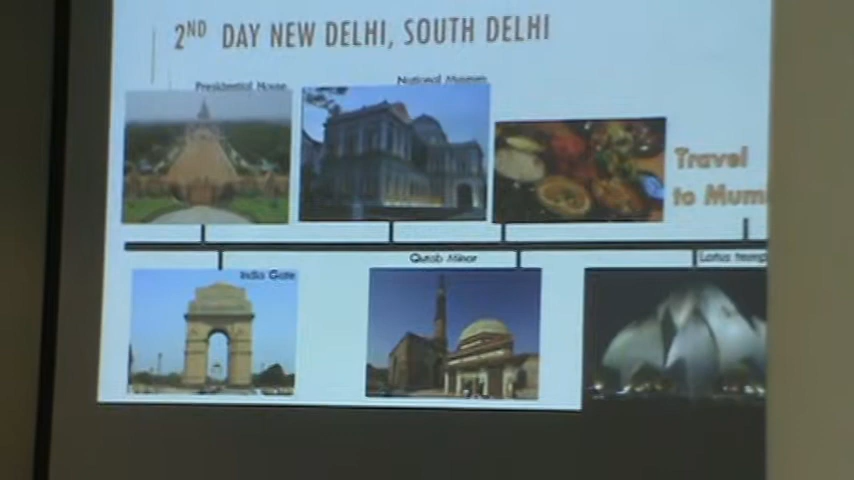 2ND DAY NEW DELHI, SOUTH DELHI
Presidential House
National Museum
Travel
to Mum
India Gate
Qutab Minar
Lotus temp